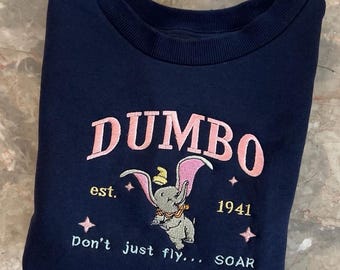 DUMBO
est. 1941
Don't just fly... SOAR